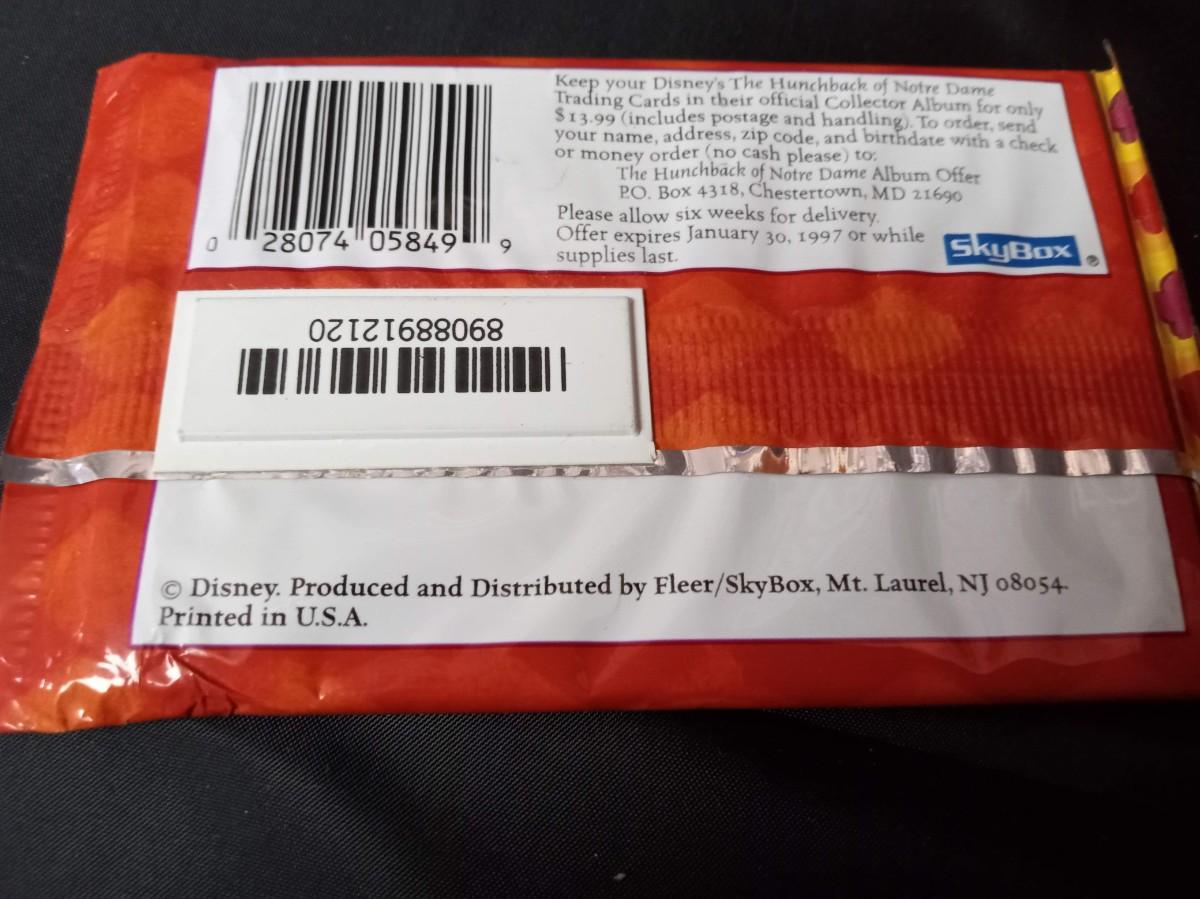 Keep your Disney's The Hunchback of Notre Dame
Trading Cards in their official Collector Album for only
$13.99 (includes postage and handling). To order, send
your name, address, zip code, and birthdate with a check
or money order (no cash please) to:
The Hunchback of Notre Dame Album Offer
P.O. Box 4318, Chestertown, MD 21690
Please allow six weeks for delivery.
Offer expires January 30, 1997 or while
supplies last.
SkyBox ®
0 28074 05849 9
89088912120
© Disney. Produced and Distributed by Fleer/SkyBox, Mt. Laurel, NJ 08054.
Printed in U.S.A.